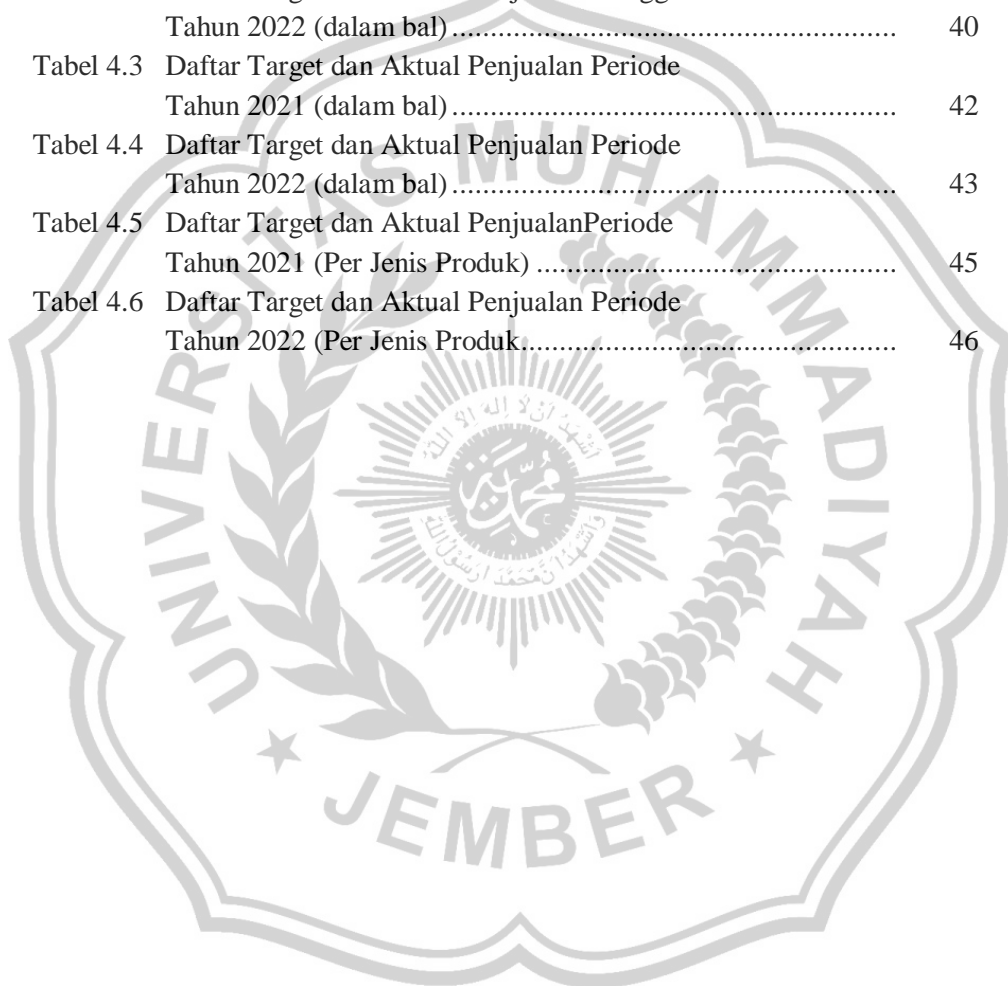 Tahun 2022 (dalam bal) .......................................................... 40
Tabel 4.3 Daftar Target dan Aktual Penjualan Periode
Tahun 2021 (dalam bal) .......................................................... 42
Tabel 4.4 Daftar Target dan Aktual Penjualan Periode
Tahun 2022 (dalam bal) .......................................................... 43
Tabel 4.5 Daftar Target dan Aktual PenjualanPeriode
Tahun 2021 (Per Jenis Produk) ............................................... 45
Tabel 4.6 Daftar Target dan Aktual Penjualan Periode
Tahun 2022 (Per Jenis Produk................................................. 46
UNIVERSITAS MUHAMMADIYAH
JEMBER